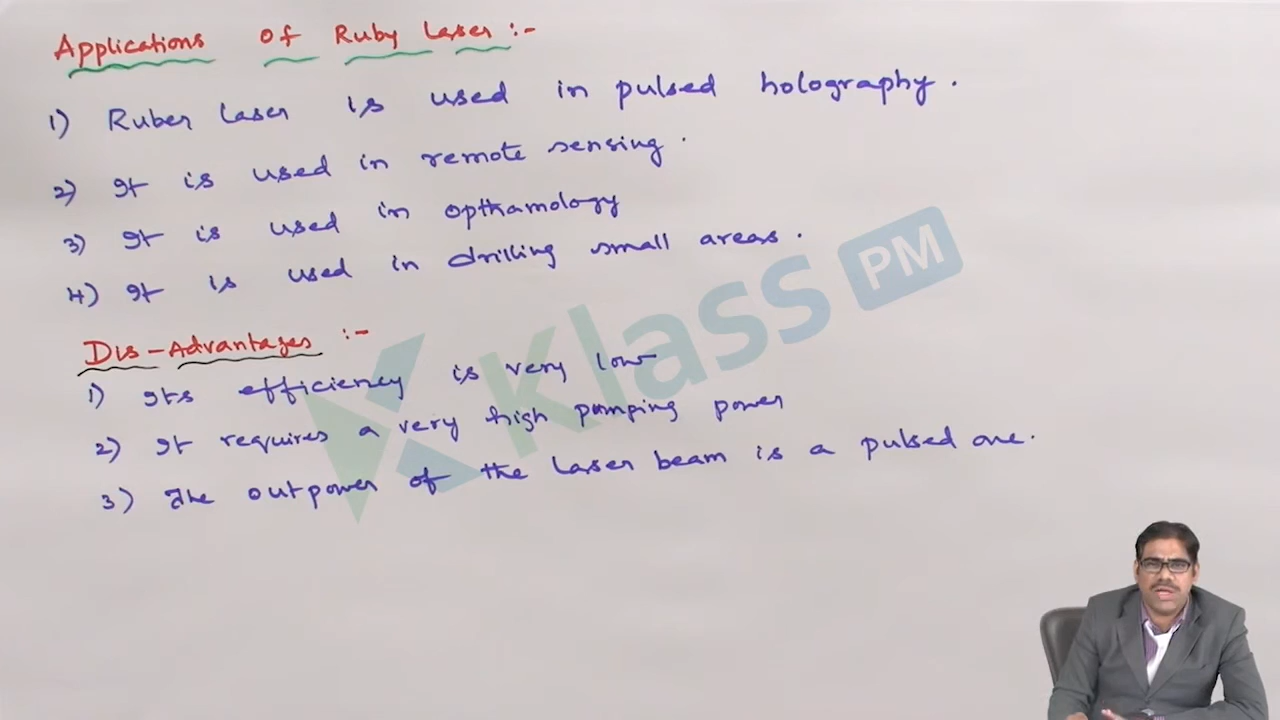 Applications of Ruby Laser :-
1) Ruber Laser is used in pulsed holography.
2) It is used in remote sensing.
3) It is used in opthamology
4) It is used in drilling small areas.
Klass PM
Dis-Advantages :-
1) Its efficiency is very low
2) It requires a very high pumping power
3) The outpower of the Laser beam is a pulsed one.